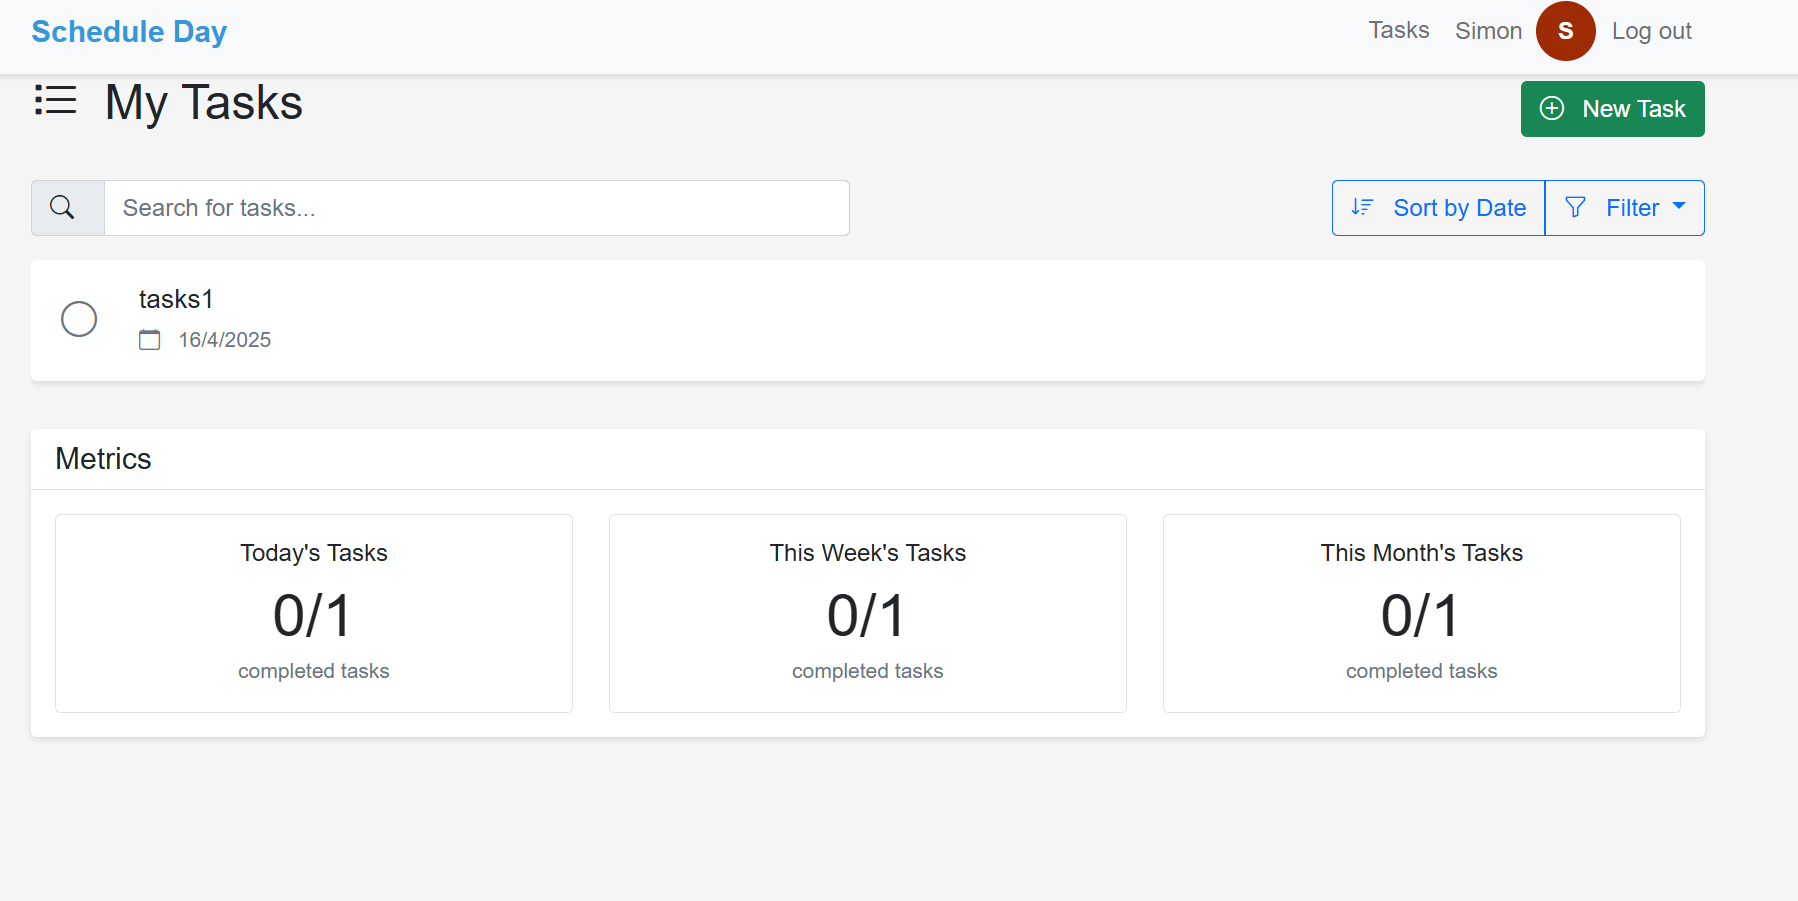 Schedule Day
Tasks Simon S Log out
My Tasks
New Task
Search for tasks...
Sort by Date Filter
tasks1
16/4/2025
Metrics
Today's Tasks
0/1
completed tasks
This Week's Tasks
0/1
completed tasks
This Month's Tasks
0/1
completed tasks